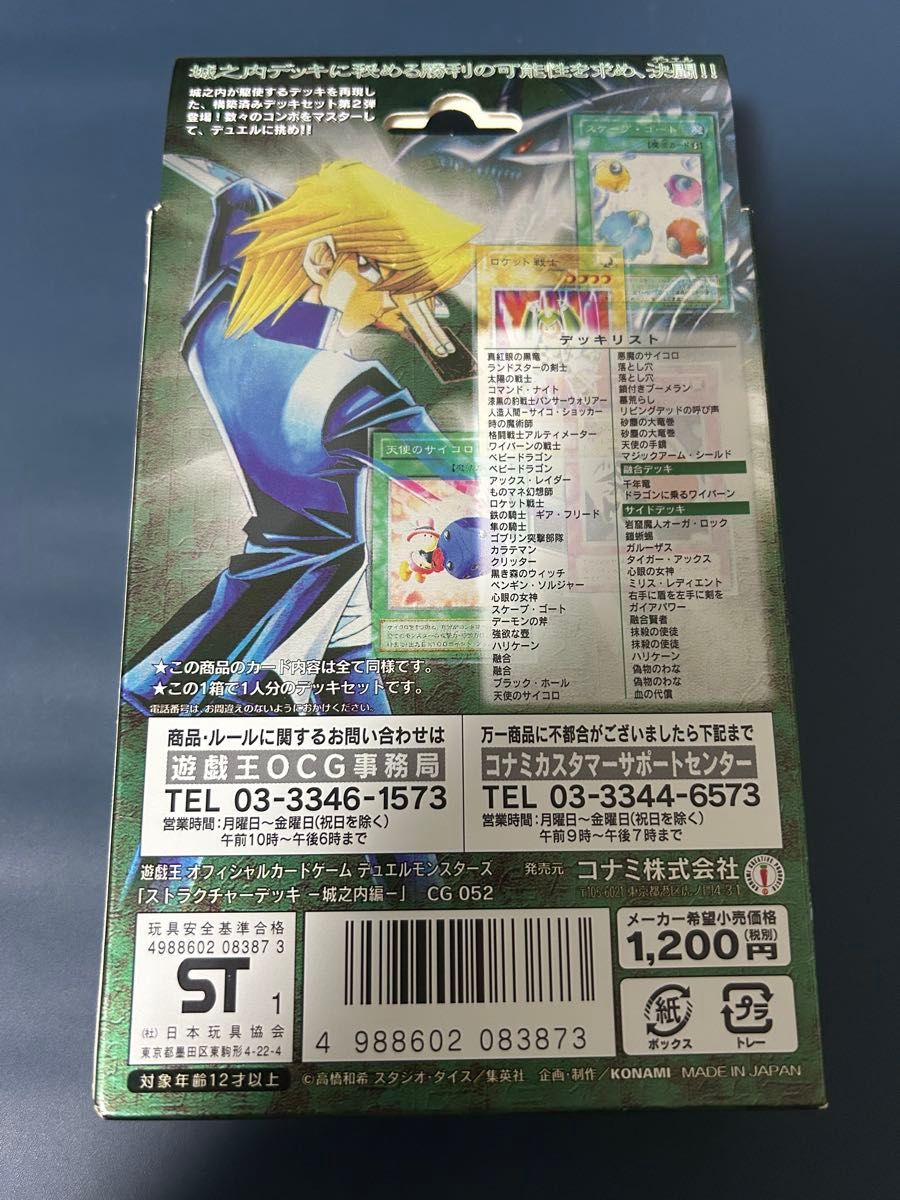 城之内デッキに秘める勝利の可能性を求め、決闘!!
デュエル
城之内が駆使するデッキを再現し
た、構築済みデッキセット第2弾
登場!数々のコンボをマスターし
て、デュエルに挑め!!
スケープ・ゴート
【魔法カード】
ロケット戦士
天使のサイコロ
デッキリスト
真紅眼の黒竜
ランドスターの剣士
太陽の戦士
コマンド・ナイト
漆黒の豹戦士パンサーウォリアー
人造人間-サイコ・ショッカー
時の魔術師
格闘戦士アルティメーター
ワイバーンの戦士
ベビードラゴン
ベビードラゴン
アックス・レイダー
ものマネ幻想師
ロケット戦士
鉄の騎士 ギア・フリード
隼の騎士
ゴブリン突撃部隊
カラテマン
クリッター
黒き森のウィッチ
ペンギン・ソルジャー
心眼の女神
スケープ・ゴート
デーモンの斧
強欲な壺
ハリケーン
融合
融合
ブラック・ホール
天使のサイコロ
悪魔のサイコロ
落とし穴
落とし穴
鎖付きブーメラン
墓荒らし
リビングデッドの呼び声
砂塵の大竜巻
砂塵の大竜巻
天使の手鏡
マジックアーム・シールド
融合デッキ
千年竜
ドラゴンに乗るワイバーン
サイドデッキ
岩窟魔人オーガ・ロック
鎧蜥蜴
ガルーザス
タイガー・アックス
心眼の女神
ミリス・レディエント
右手に盾を左手に剣を
ガイアパワー
融合賢者
抹殺の使徒
抹殺の使徒
ハリケーン
偽物のわな
偽物のわな
血の代償
★この商品のカード内容は全て同様です。
★この1箱で1人分のデッキセットです。
電話番号は、お間違えのないようにおかけください。
商品・ルールに関するお問い合わせは
遊戯王OCG事務局
TEL 03-3346-1573
営業時間:月曜日〜金曜日(祝日を除く)
午前10時〜午後6時まで
万一商品に不都合がございましたら下記まで
コナミカスタマーサポートセンター
TEL 03-3344-6573
営業時間:月曜日〜金曜日(祝日を除く)
午前9時〜午後7時まで
遊戯王 オフィシャルカードゲーム デュエルモンスターズ
「ストラクチャーデッキ -城之内編-」 CG 052
発売元 コナミ株式会社
〒105-6021 東京都港区虎ノ門4-3-1
玩具安全基準合格
4988602 08387 3
ST 1
(社)日本玩具協会
東京都墨田区東駒形4-22-4
対象年齢12才以上
4 988602 083873
メーカー希望小売価格
1,200円(税別)
紙
ボックス
プラ
トレー
©高橋和希 スタジオ・ダイス/集英社 企画・制作/KONAMI MADE IN JAPAN